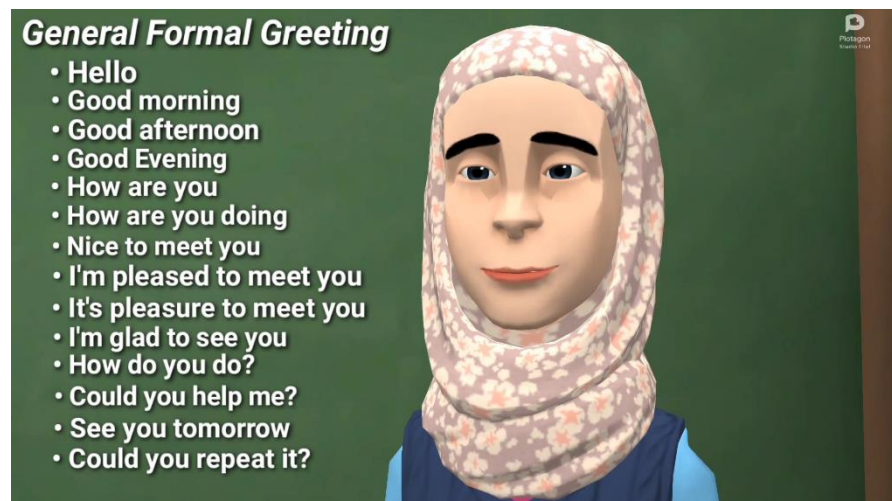 General Formal Greeting
• Hello
• Good morning
• Good afternoon
• Good Evening
• How are you
• How are you doing
• Nice to meet you
• I'm pleased to meet you
• It's pleasure to meet you
• I'm glad to see you
• How do you do?
• Could you help me?
• See you tomorrow
• Could you repeat it?
Plotagon